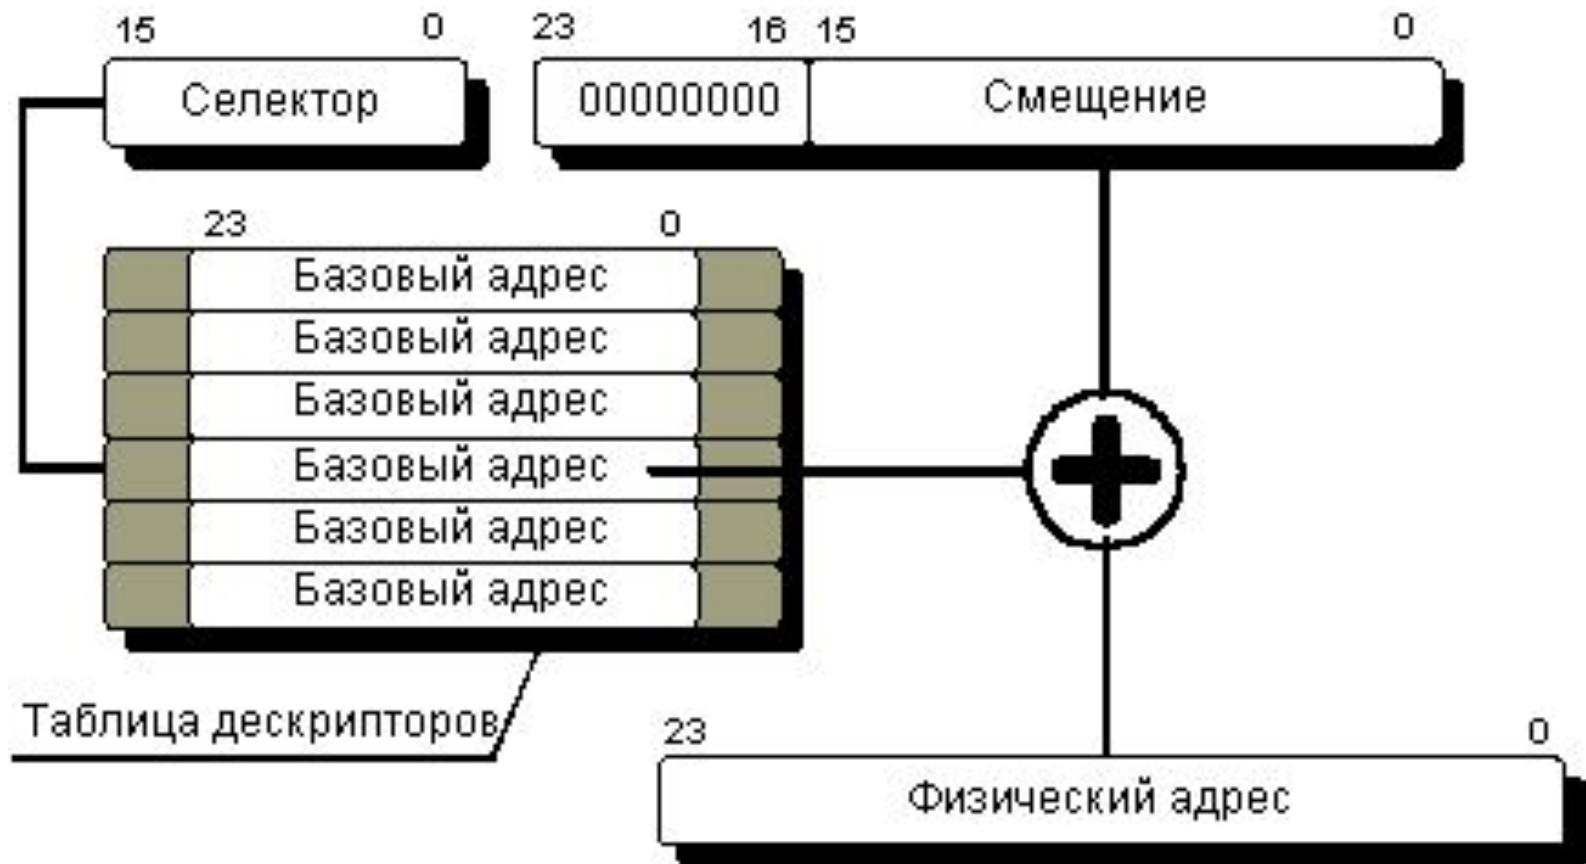 15 0 23 16 15 0
Селектор 00000000 Смещение
23 0
Базовый адрес
Базовый адрес
Базовый адрес
Базовый адрес
Базовый адрес
Базовый адрес
Таблица дескрипторов
23 0
Физический адрес